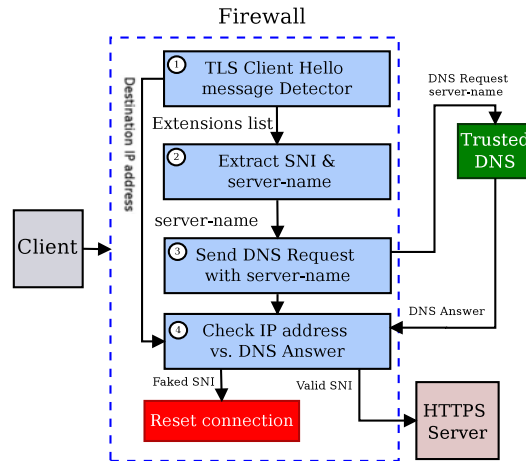 Firewall
1
TLS Client Hello
message Detector
Destination IP address
Extensions list
DNS Request
server-name
Trusted
DNS
2
Extract SNI &
server-name
server-name
Client
3
Send DNS Request
with server-name
DNS Answer
4
Check IP address
vs. DNS Answer
Faked SNI
Valid SNI
Reset connection
HTTPS
Server